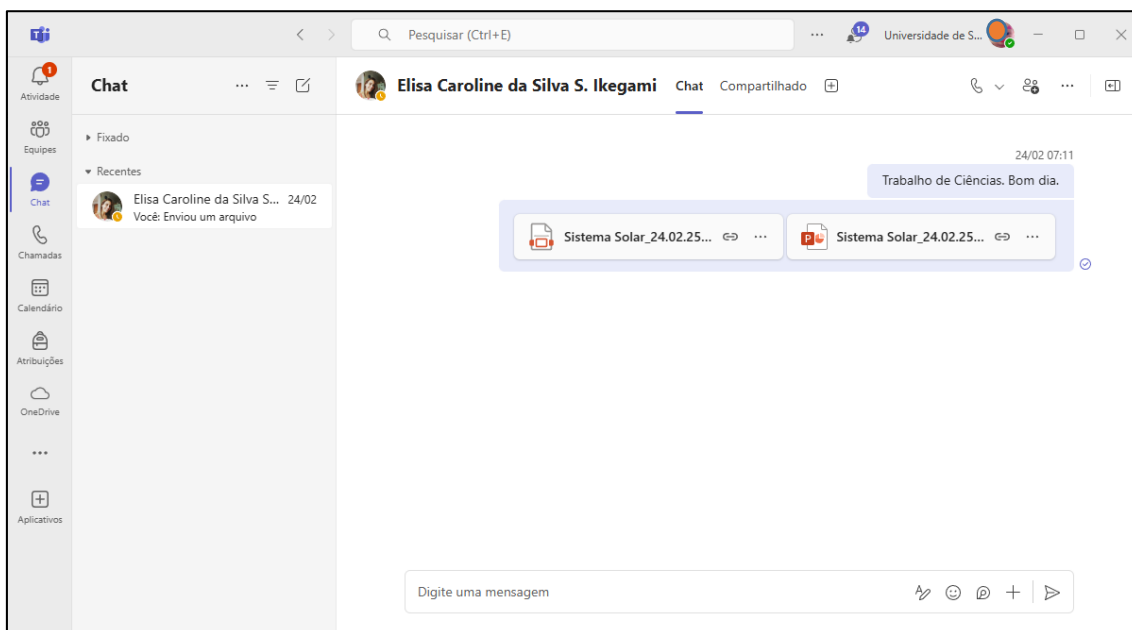 Pesquisar (Ctrl+E)
14
Universidade de S...
1
Atividade
Equipes
Chat
Chamadas
Calendário
Atribuições
OneDrive
Aplicativos
Chat
Fixado
Recentes
Elisa Caroline da Silva S... 24/02
Você: Enviou um arquivo
Elisa Caroline da Silva S. Ikegami Chat Compartilhado
24/02 07:11
Trabalho de Ciências. Bom dia.
Sistema Solar_24.02.25... Sistema Solar_24.02.25...
Digite uma mensagem